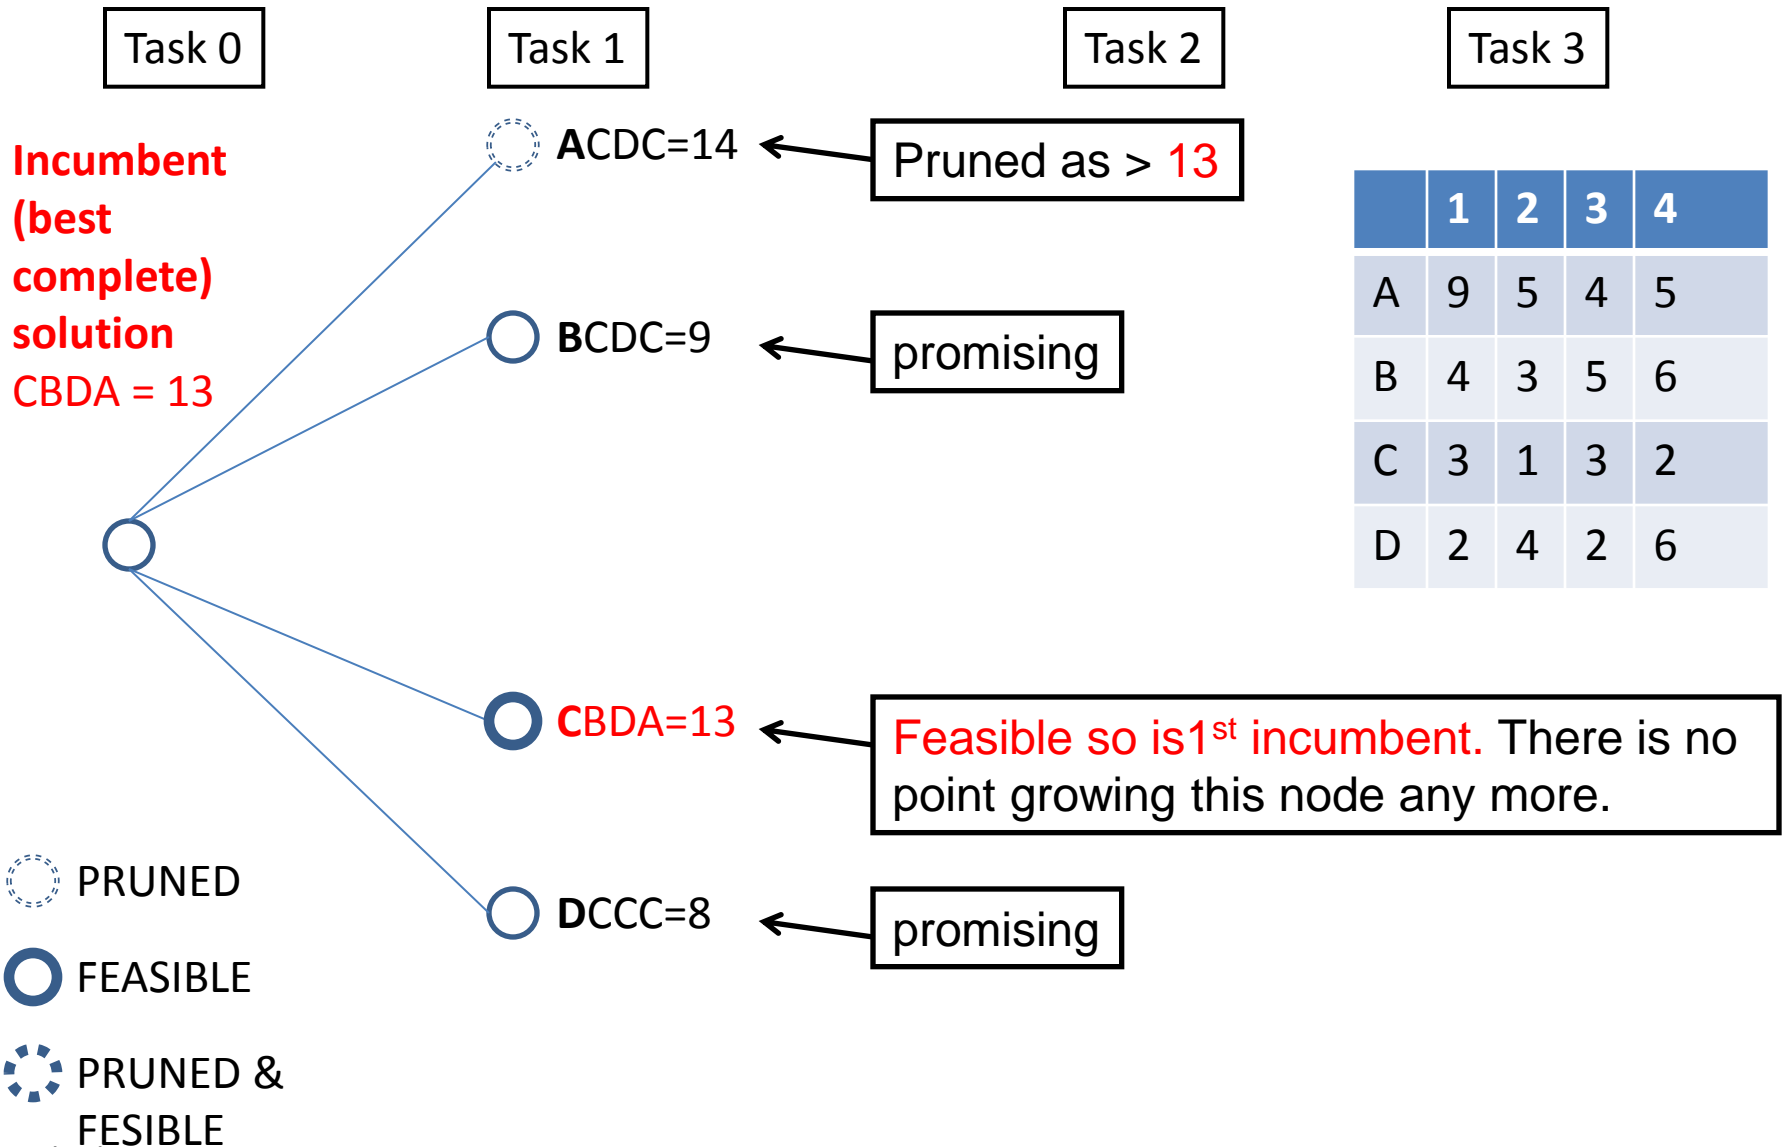 Task 0
Task 1
Task 2
Task 3
Incumbent
(best
complete)
solution
CBDA = 13
ACDC=14
Pruned as > 13
BCDC=9
promising
CBDA=13
Feasible so is1st incumbent. There is no
point growing this node any more.
DCCC=8
promising
1 2 3 4
A 9 5 4 5
B 4 3 5 6
C 3 1 3 2
D 2 4 2 6
PRUNED
FEASIBLE
PRUNED &
FESIBLE